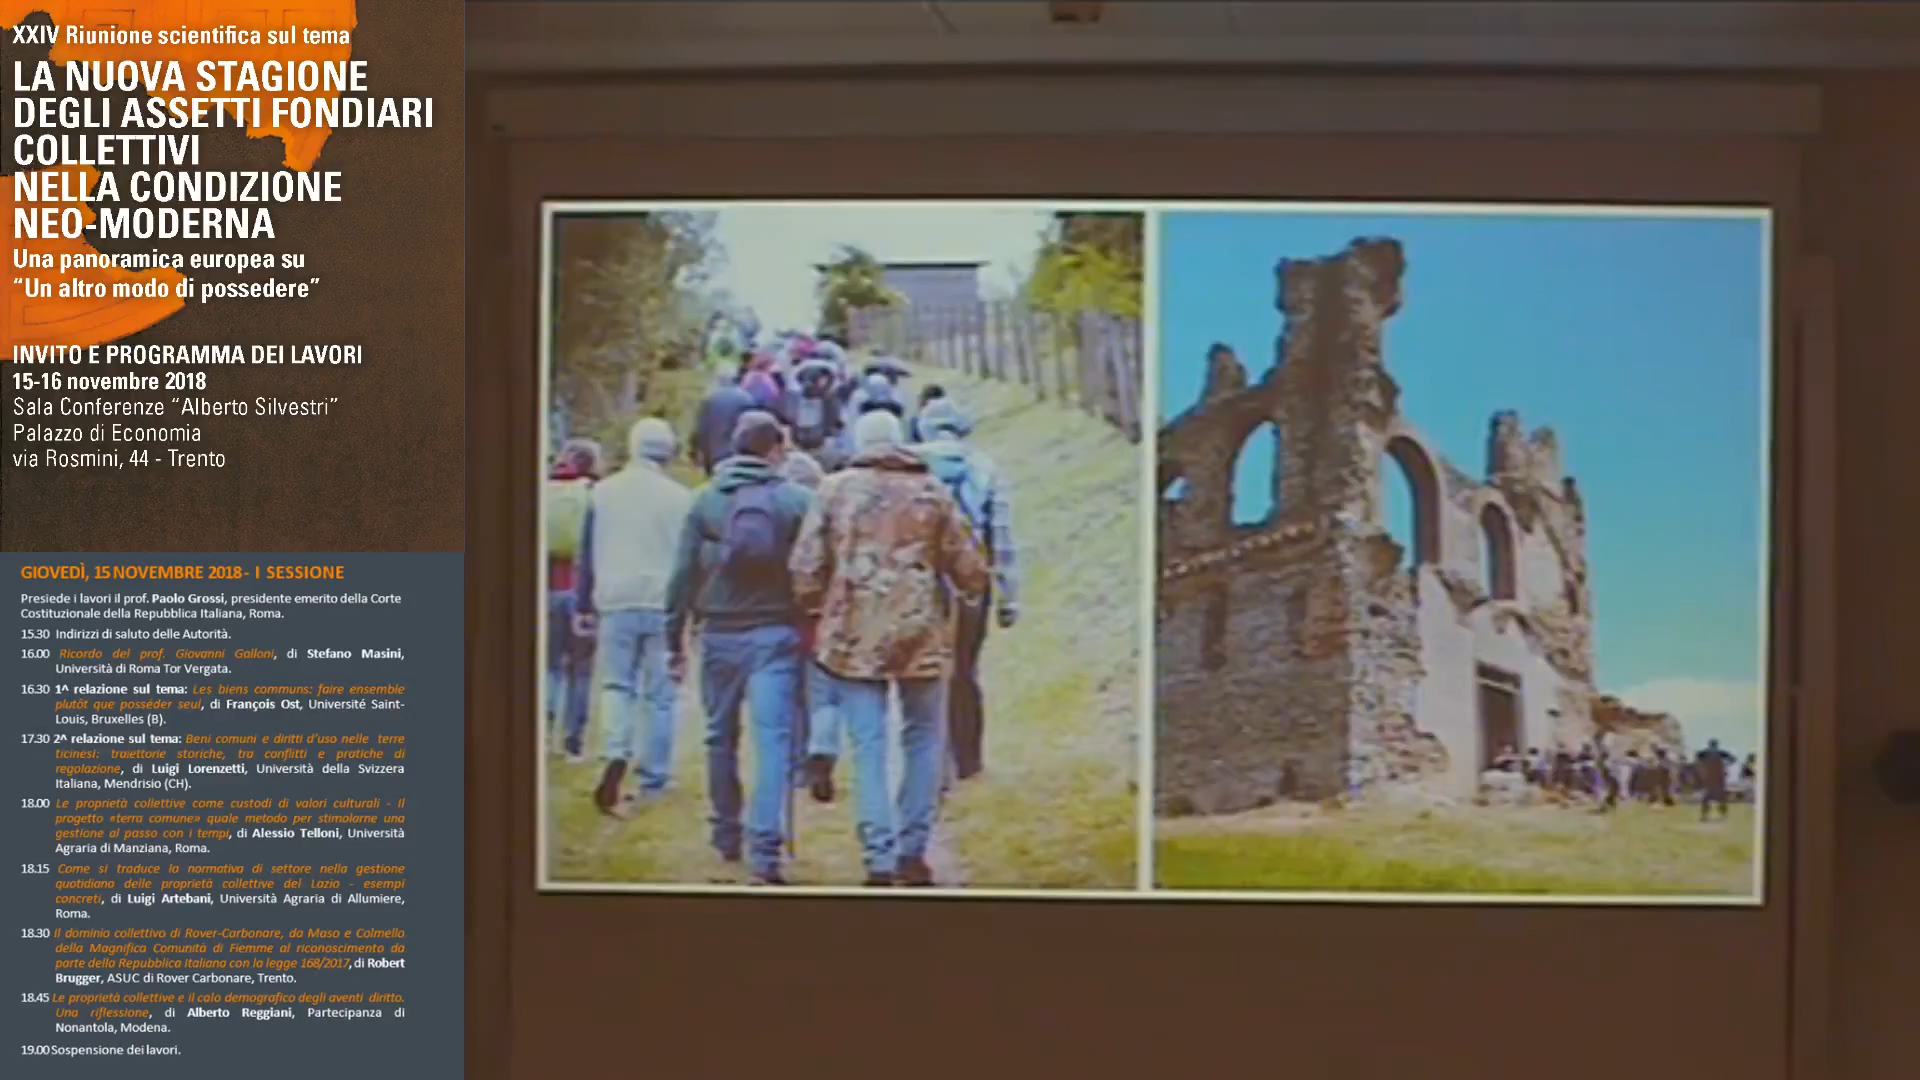 XXIV Riunione scientifica sul tema
LA NUOVA STAGIONE
DEGLI ASSETTI FONDIARI
COLLETTIVI
NELLA CONDIZIONE
NEO-MODERNA
Una panoramica europea su
“Un altro modo di possedere”
INVITO E PROGRAMMA DEI LAVORI
15-16 novembre 2018
Sala Conferenze “Alberto Silvestri”
Palazzo di Economia
via Rosmini, 44 - Trento
GIOVEDÌ, 15 NOVEMBRE 2018 - I SESSIONE
Presiede i lavori il prof. Paolo Grossi, presidente emerito della Corte
Costituzionale della Repubblica Italiana, Roma.
15.30 Indirizzi di saluto delle Autorità.
16.00 Ricordo del prof. Giovanni Galloni, di Stefano Masini,
Università di Roma Tor Vergata.
16.30 1^ relazione sul tema: Les biens communs: faire ensemble
plutôt que posséder seul, di François Ost, Université Saint-
Louis, Bruxelles (B).
17.30 2^ relazione sul tema: Beni comuni e diritti d'uso nelle terre
ticinesi: traiettorie storiche, tra conflitti e pratiche di
regolazione, di Luigi Lorenzetti, Università della Svizzera
Italiana, Mendrisio (CH).
18.00 Le proprietà collettive come custodi di valori culturali - Il
progetto «terra comune» quale metodo per stimolarne una
gestione al passo con i tempi, di Alessio Telloni, Università
Agraria di Manziana, Roma.
18.15 Come si traduce la normativa di settore nella gestione
quotidiana delle proprietà collettive del Lazio - esempi
concreti, di Luigi Artebani, Università Agraria di Allumiere,
Roma.
18.30 Il dominio collettivo di Rover-Carbonare, da Maso e Colmello
della Magnifica Comunità di Fiemme al riconoscimento da
parte della Repubblica Italiana con la legge 168/2017, di Robert
Brugger, ASUC di Rover Carbonare, Trento.
18.45 Le proprietà collettive e il calo demografico degli aventi diritto.
Una riflessione, di Alberto Reggiani, Partecipanza di
Nonantola, Modena.
19.00 Sospensione dei lavori.